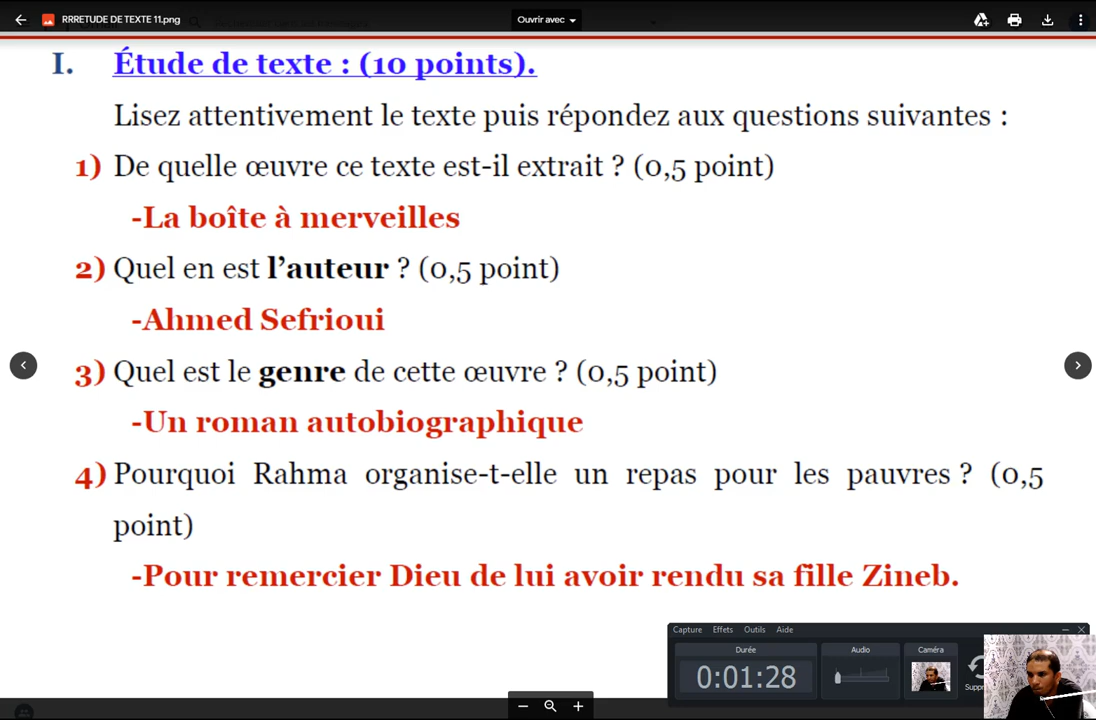 RRRETUDE DE TEXTE 11.png
Ouvrir avec
I. Étude de texte : (10 points).
Lisez attentivement le texte puis répondez aux questions suivantes :
1) De quelle œuvre ce texte est-il extrait ? (0,5 point)
-La boîte à merveilles
2) Quel en est l’auteur ? (0,5 point)
-Ahmed Sefrioui
3) Quel est le genre de cette œuvre ? (0,5 point)
-Un roman autobiographique
4) Pourquoi Rahma organise-t-elle un repas pour les pauvres ? (0,5
point)
-Pour remercier Dieu de lui avoir rendu sa fille Zineb.
Capture Effets Outils Aide
Durée Audio Caméra
0:01:28